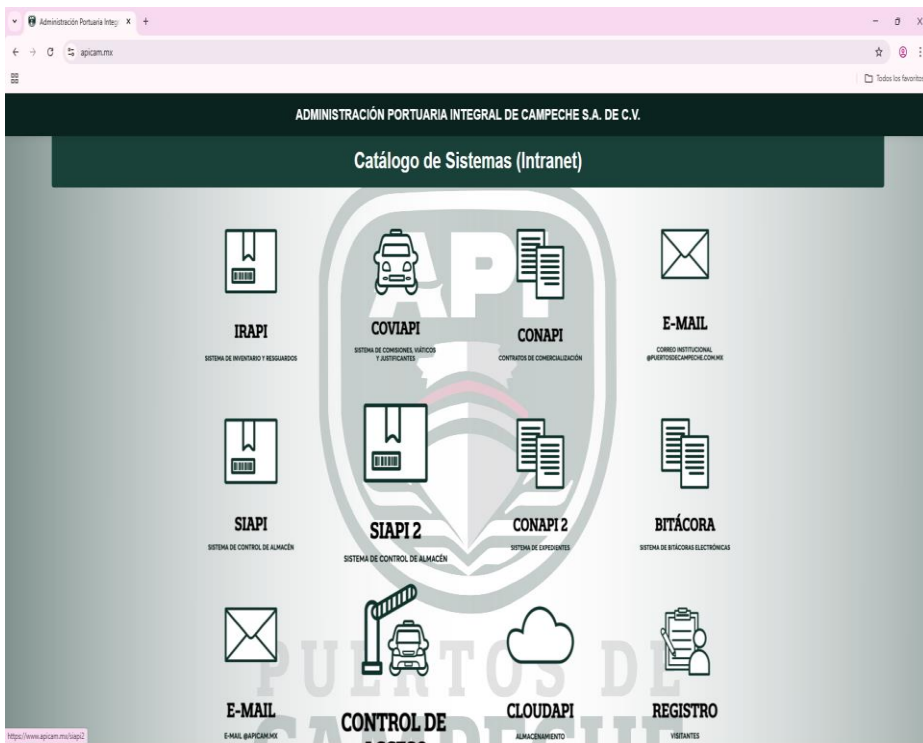 Administración Portuaria Integ
apicam.mx
Todos los favoritos
ADMINISTRACIÓN PORTUARIA INTEGRAL DE CAMPECHE S.A. DE C.V.
Catálogo de Sistemas (Intranet)
API
IRAPI
SISTEMA DE INVENTARIO Y RESGUARDOS
COVIAPI
SISTEMA DE COMISIONES, VIÁTICOS
Y JUSTIFICANTES
CONAPI
CONTRATOS DE COMERCIALIZACIÓN
E-MAIL
CORREO INSTITUCIONAL
@PUERTOSDECAMPECHE.COM.MX
SIAPI
SISTEMA DE CONTROL DE ALMACÉN
SIAPI 2
SISTEMA DE CONTROL DE ALMACÉN
CONAPI 2
SISTEMA DE EXPEDIENTES
BITÁCORA
SISTEMA DE BITÁCORAS ELECTRÓNICAS
PUERTOS DE
CAMPECHE
E-MAIL
E-MAIL @APICAM.MX
CONTROL DE
ACCESO
CLOUDAPI
ALMACENAMIENTO
REGISTRO
VISITANTES
https://www.apicam.mx/siapi2